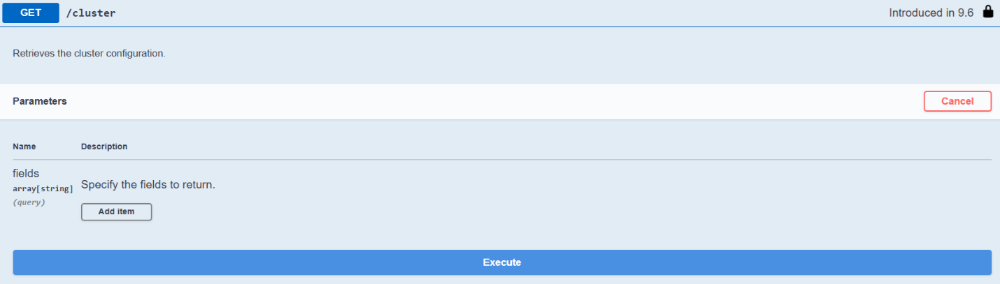 GET /cluster Introduced in 9.6
Retrieves the cluster configuration.
Parameters Cancel
Name Description
fields
array[string]
(query)
Specify the fields to return.
Add item
Execute